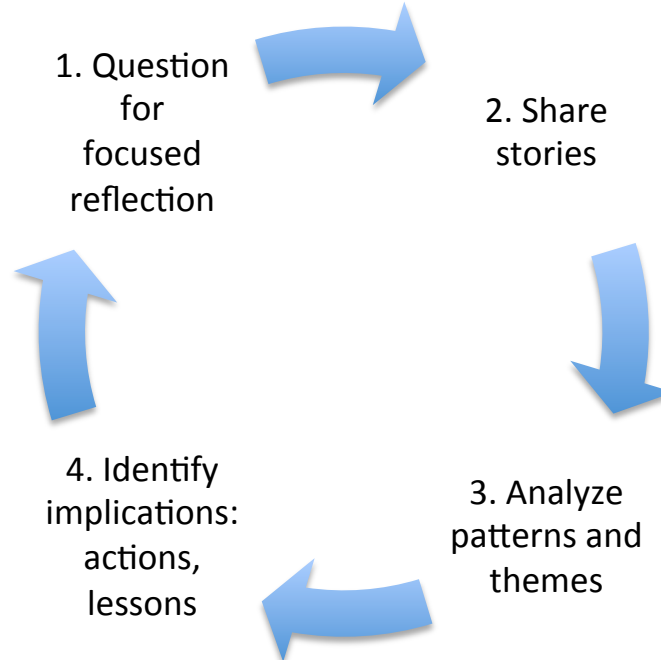 1. Question
for
focused
reflection
2. Share
stories
3. Analyze
patterns and
themes
4. Identify
implications:
actions,
lessons